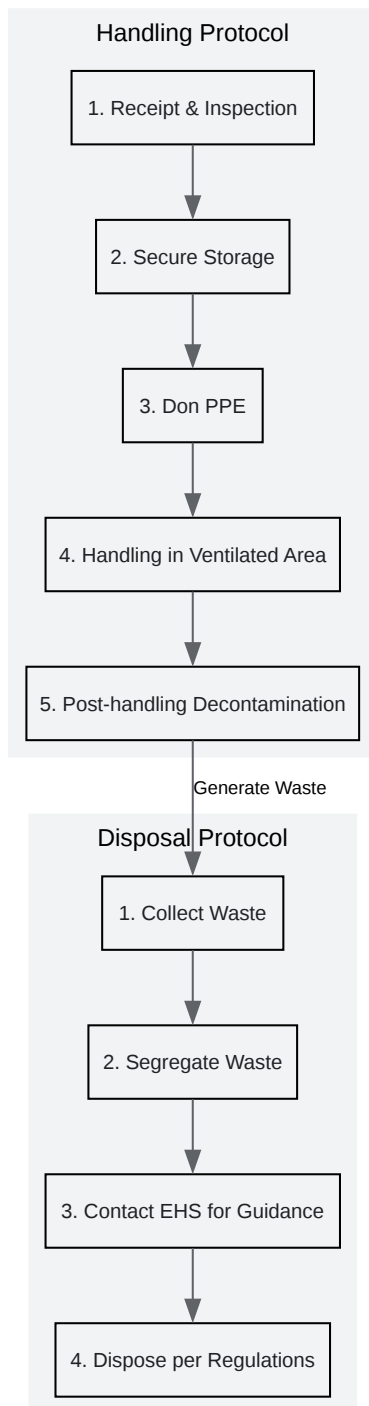 Handling Protocol
1. Receipt & Inspection
2. Secure Storage
3. Don PPE
4. Handling in Ventilated Area
5. Post-handling Decontamination
Generate Waste
Disposal Protocol
1. Collect Waste
2. Segregate Waste
3. Contact EHS for Guidance
4. Dispose per Regulations